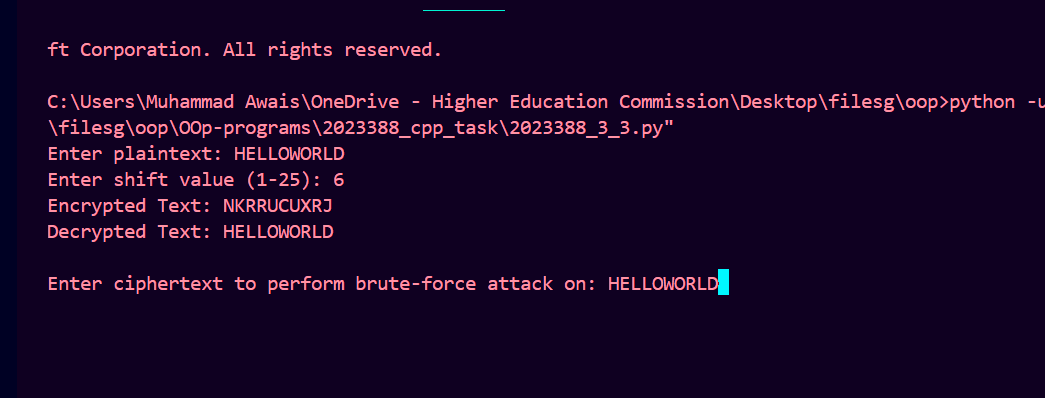 ft Corporation. All rights reserved.
C:\Users\Muhammad Awais\OneDrive - Higher Education Commission\Desktop\filesg\oop>python -u
\filesg\oop\OOp-programs\2023388_cpp_task\2023388_3_3.py"
Enter plaintext: HELLOWORLD
Enter shift value (1-25): 6
Encrypted Text: NKRRUCUXRJ
Decrypted Text: HELLOWORLD
Enter ciphertext to perform brute-force attack on: HELLOWORLD